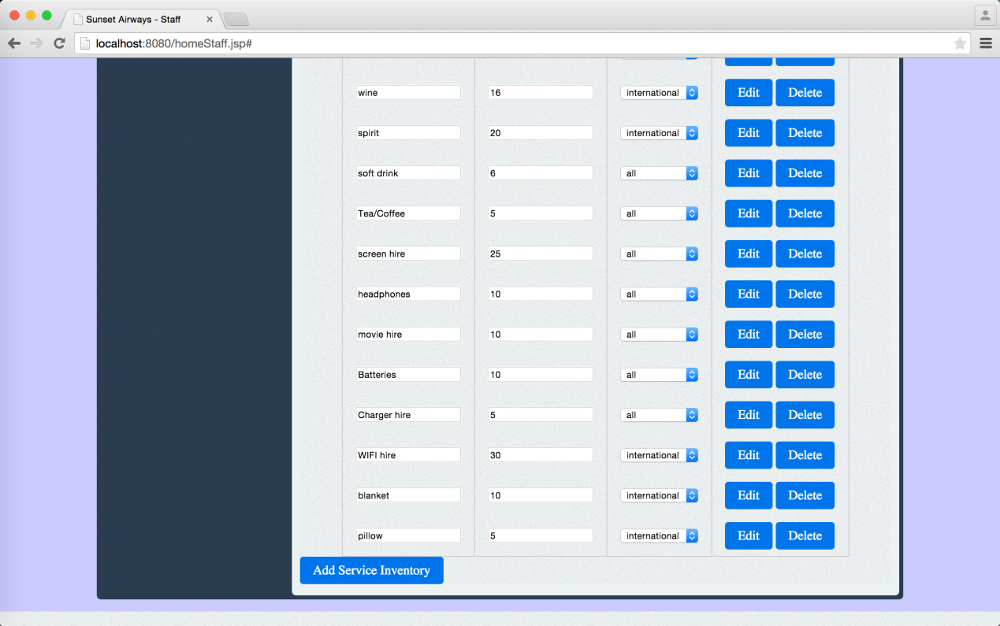 Sunset Airways - Staff
localhost:8080/homeStaff.jsp#
wine 16 international Edit Delete
spirit 20 international Edit Delete
soft drink 6 all Edit Delete
Tea/Coffee 5 all Edit Delete
screen hire 25 all Edit Delete
headphones 10 all Edit Delete
movie hire 10 all Edit Delete
Batteries 10 all Edit Delete
Charger hire 5 all Edit Delete
WIFI hire 30 international Edit Delete
blanket 10 international Edit Delete
pillow 5 international Edit Delete
Add Service Inventory